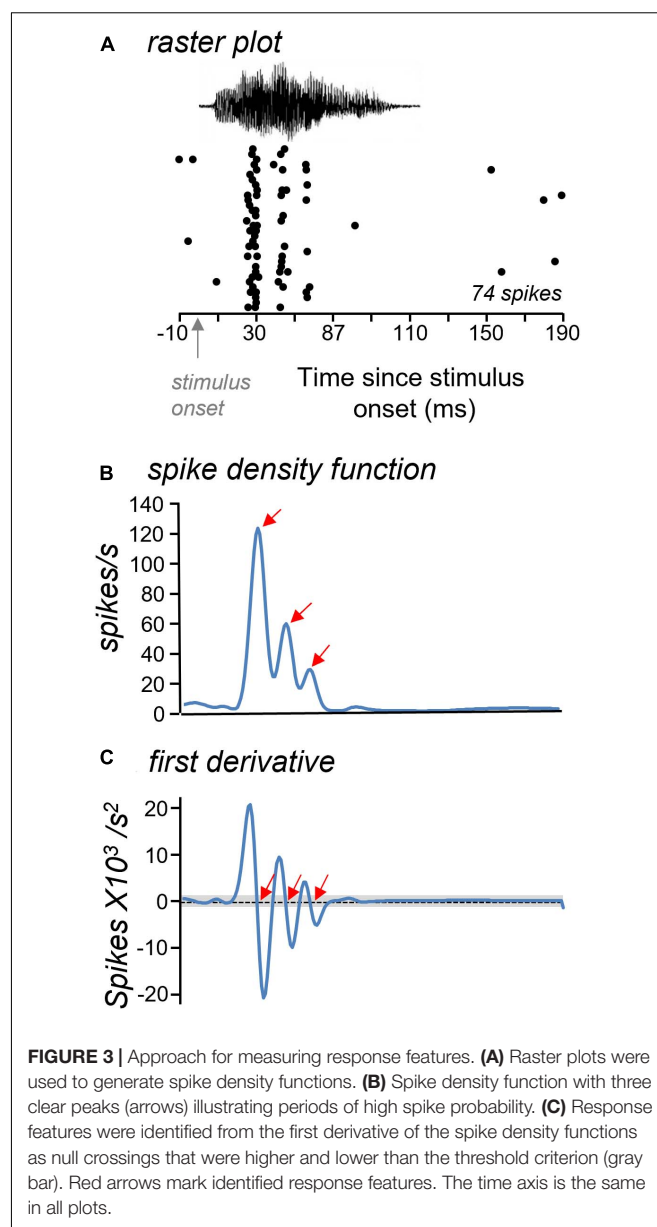 A raster plot
74 spikes
-10 30 87 110 150 190
stimulus onset
Time since stimulus onset (ms)
B spike density function
140
120
100
80
60
40
20
0
spikes/s
C first derivative
20
10
0
-10
-20
Spikes X10³ /s²
FIGURE 3 | Approach for measuring response features. (A) Raster plots were
used to generate spike density functions. (B) Spike density function with three
clear peaks (arrows) illustrating periods of high spike probability. (C) Response
features were identified from the first derivative of the spike density functions
as null crossings that were higher and lower than the threshold criterion (gray
bar). Red arrows mark identified response features. The time axis is the same
in all plots.